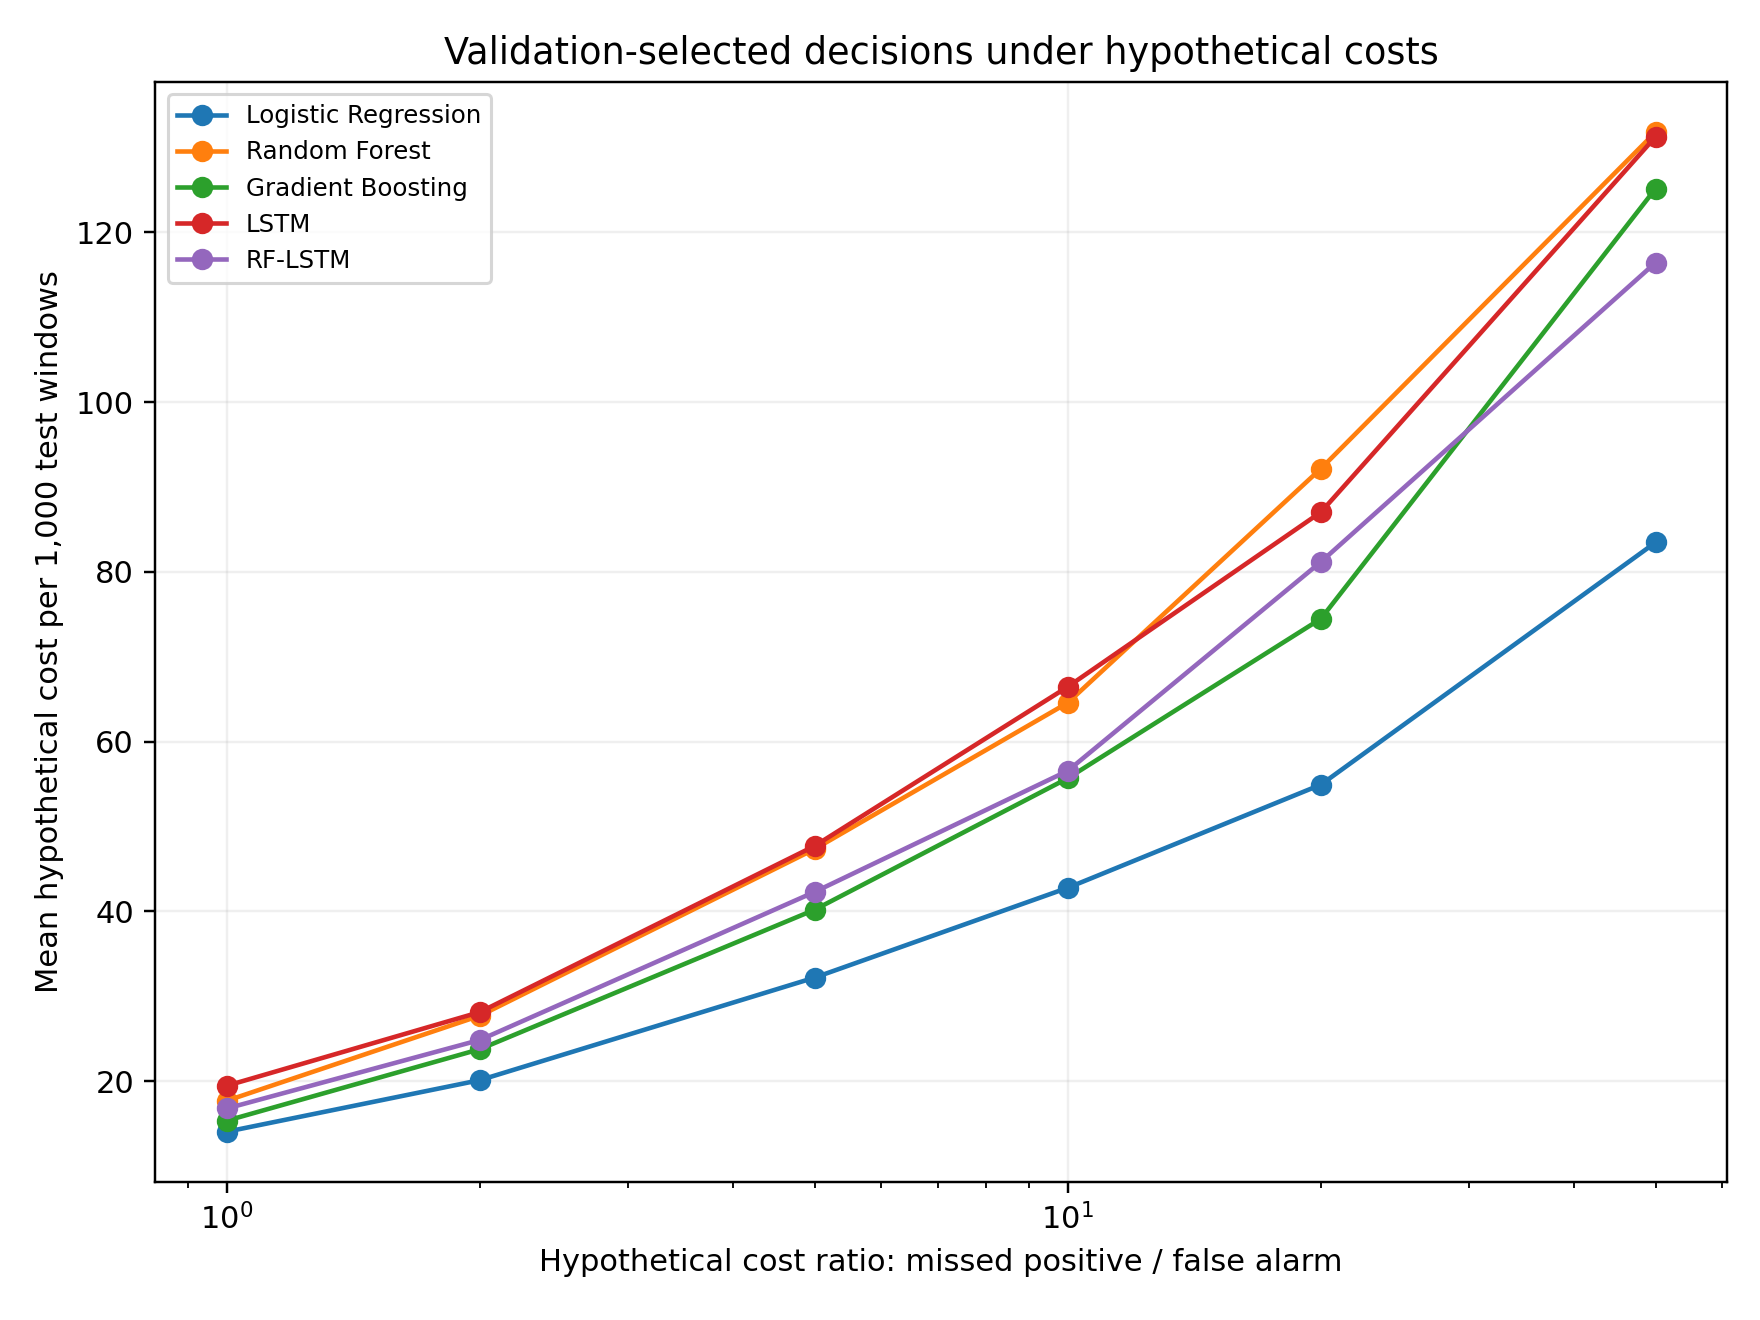 Validation-selected decisions under hypothetical costs
Logistic Regression
Random Forest
Gradient Boosting
LSTM
RF-LSTM
Mean hypothetical cost per 1,000 test windows
120
100
80
60
40
20
10⁰
10¹
Hypothetical cost ratio: missed positive / false alarm